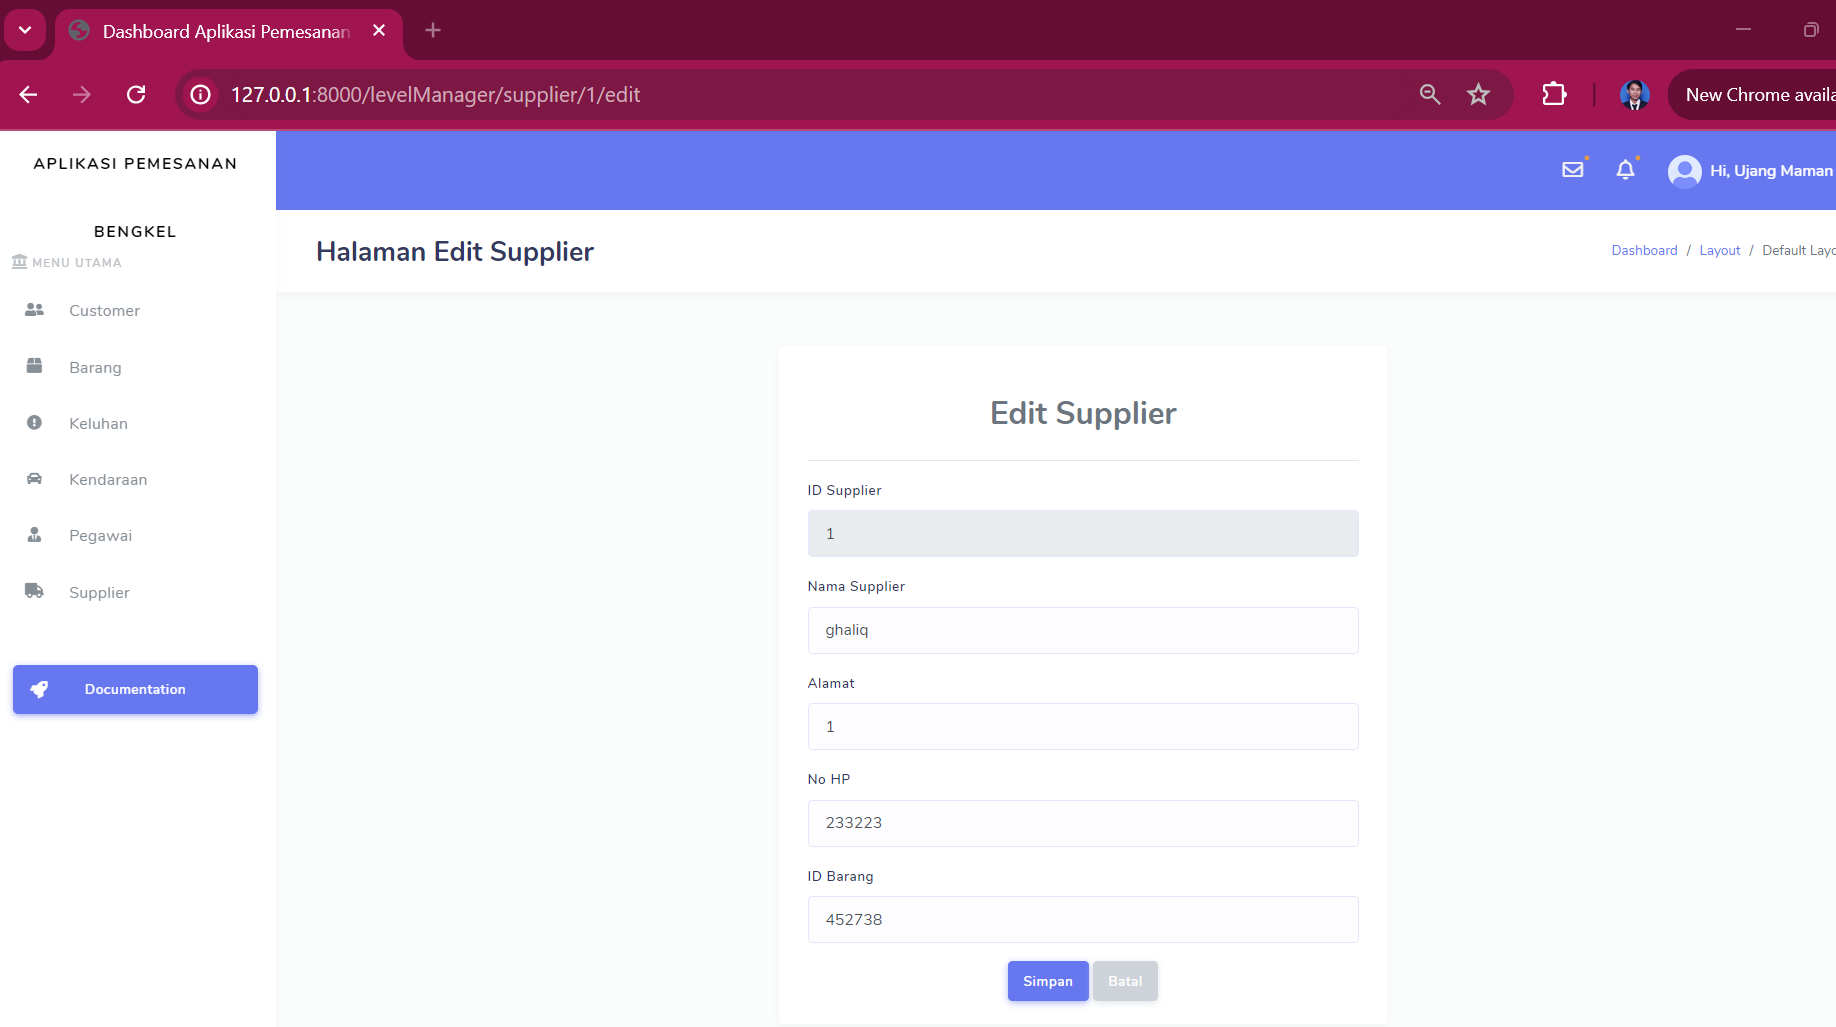 Dashboard Aplikasi Pemesanan
127.0.0.1:8000/levelManager/supplier/1/edit
New Chrome availa
APLIKASI PEMESANAN
BENGKEL
Hi, Ujang Maman
Halaman Edit Supplier
Dashboard / Layout / Default Layo
MENU UTAMA
Customer
Barang
Keluhan
Kendaraan
Pegawai
Supplier
Documentation
Edit Supplier
ID Supplier
1
Nama Supplier
ghaliq
Alamat
1
No HP
233223
ID Barang
452738
Simpan Batal